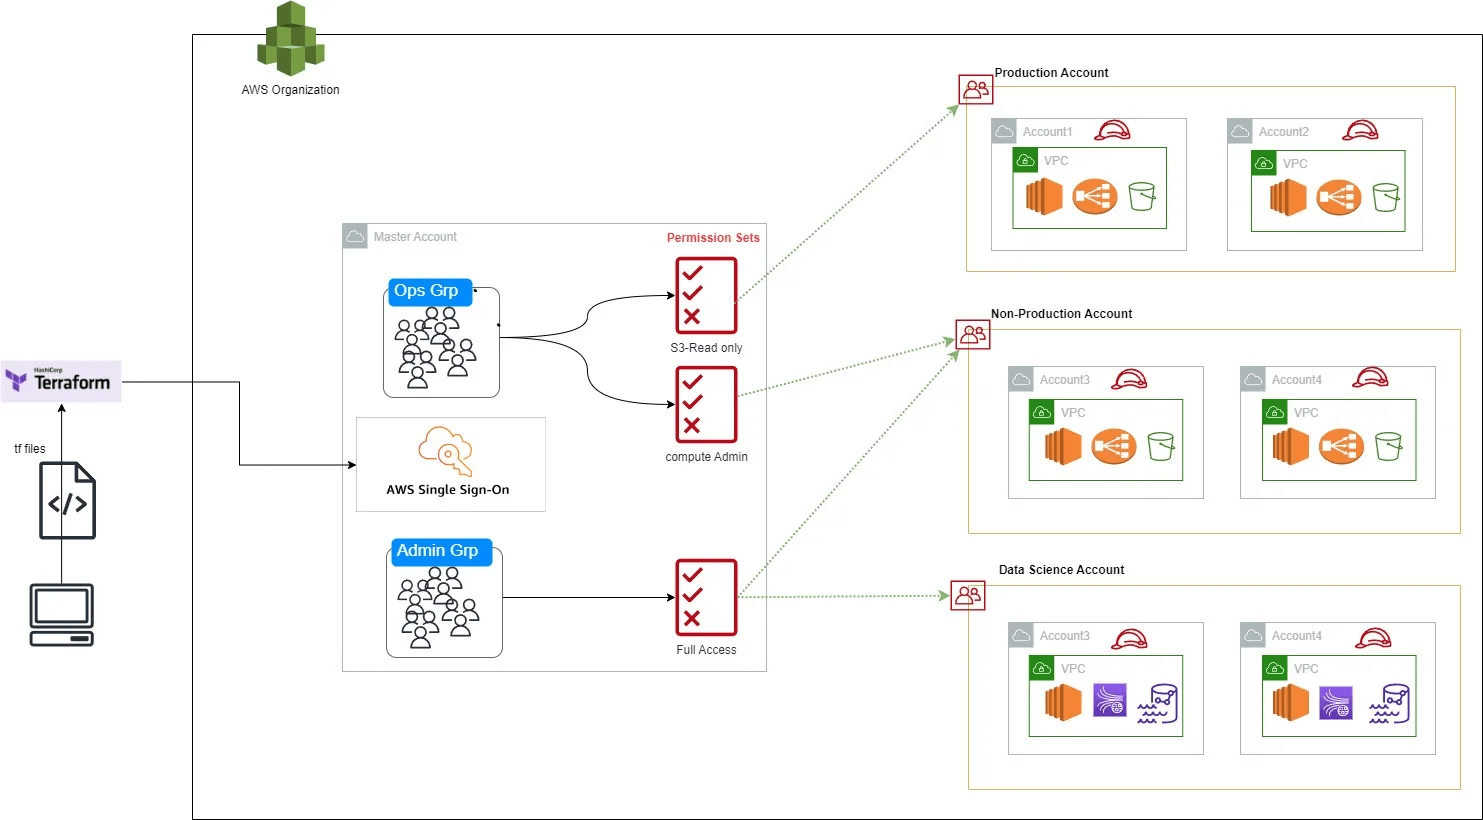 AWS Organization
Production Account
Account1
VPC
Account2
VPC
Master Account
Permission Sets
Ops Grp
S3-Read only
compute Admin
HashiCorp
Terraform
tf files
</>
AWS Single Sign-On
Admin Grp
Full Access
Non-Production Account
Account3
VPC
Account4
VPC
Data Science Account
Account3
VPC
Account4
VPC